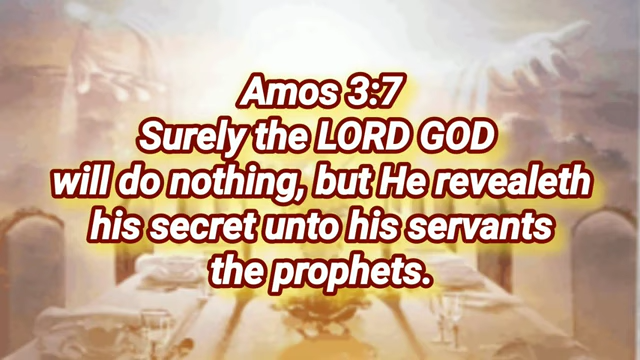 Amos 3:7
Surely the LORD GOD
will do nothing, but He revealeth
his secret unto his servants
the prophets.